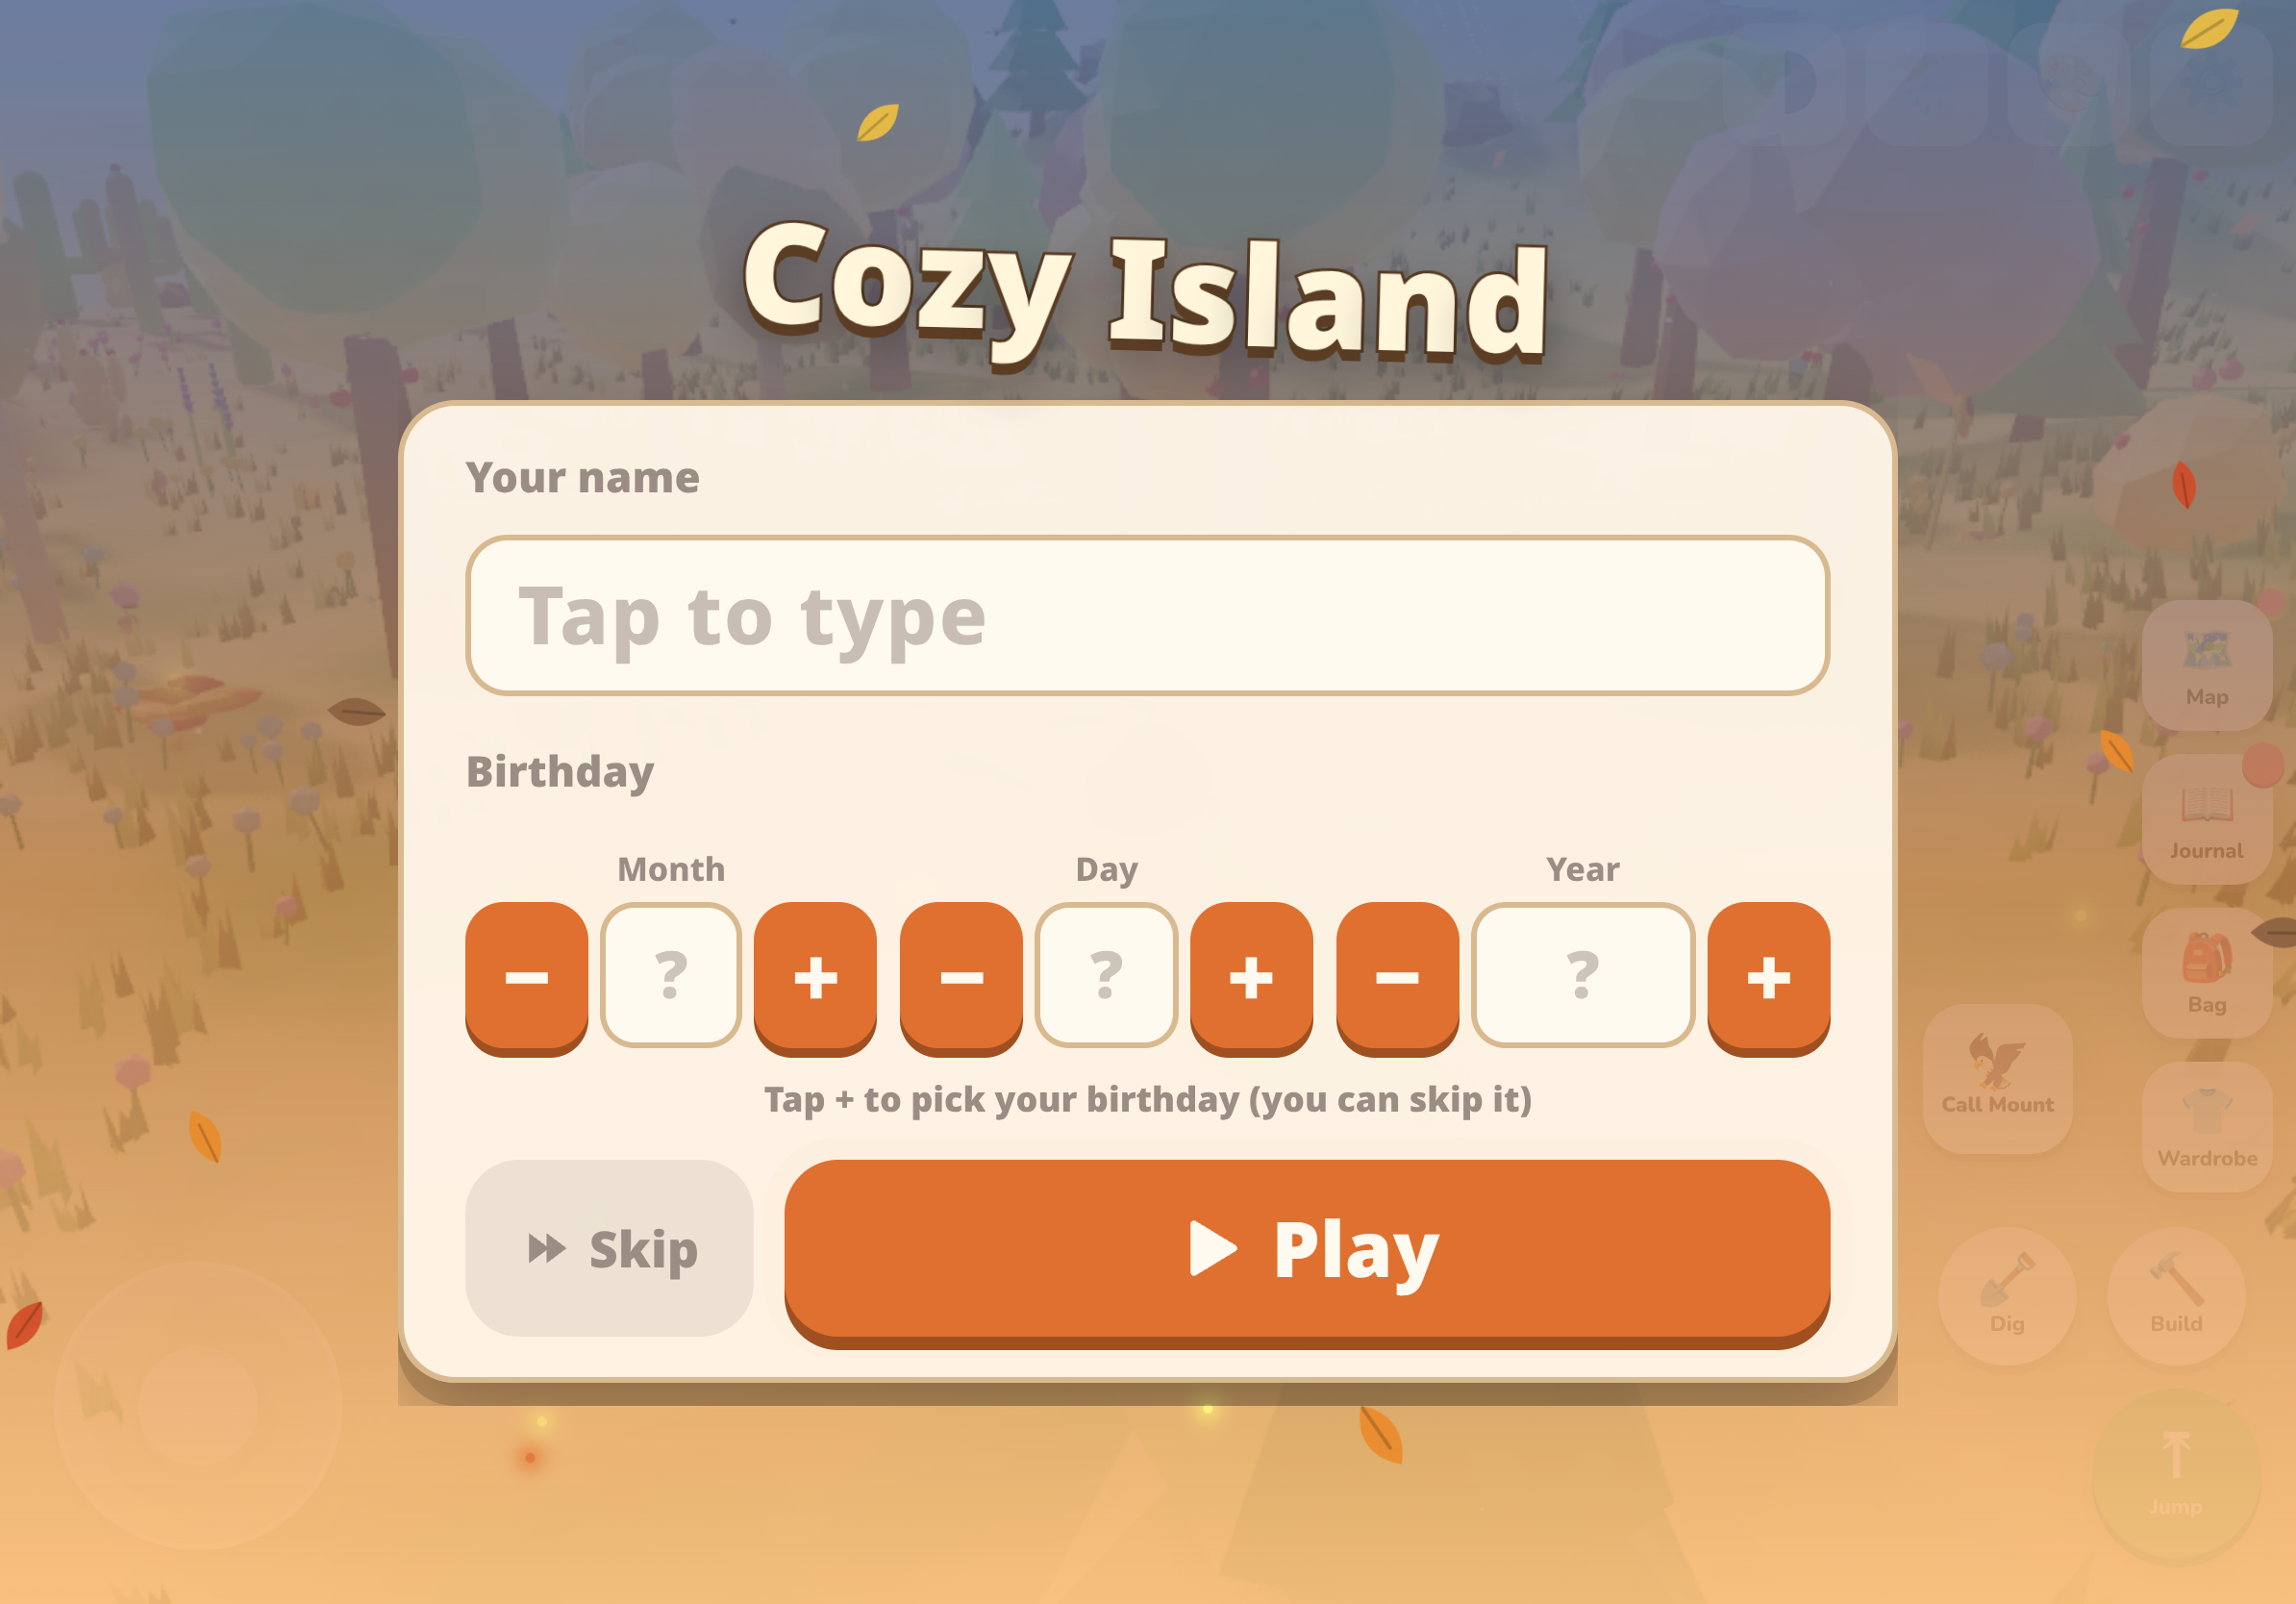 Cozy Island
Your name
Tap to type
Birthday
Month Day Year
− ? + − ? + − ? +
Tap + to pick your birthday (you can skip it)
Skip
Play
Map
Journal
Bag
Call Mount
Wardrobe
Dig
Build
Jump